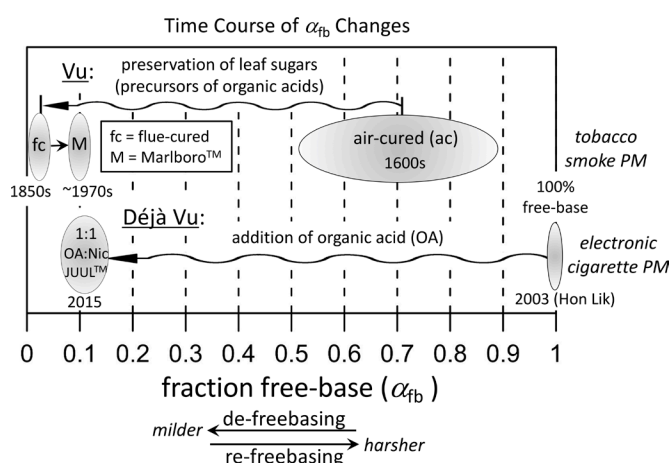 Time Course of αfb Changes
Vu:
preservation of leaf sugars
(precursors of organic acids)
fc
M
fc = flue-cured
M = Marlboro™
air-cured (ac)
1600s
tobacco
smoke PM
1850s
~1970s
100%
free-base
Déjà Vu:
1:1
OA:Nic
JUUL™
addition of organic acid (OA)
electronic
cigarette PM
2015
2003 (Hon Lik)
0 0.1 0.2 0.3 0.4 0.5 0.6 0.7 0.8 0.9 1
fraction free-base (αfb )
de-freebasing
milder
harsher
re-freebasing